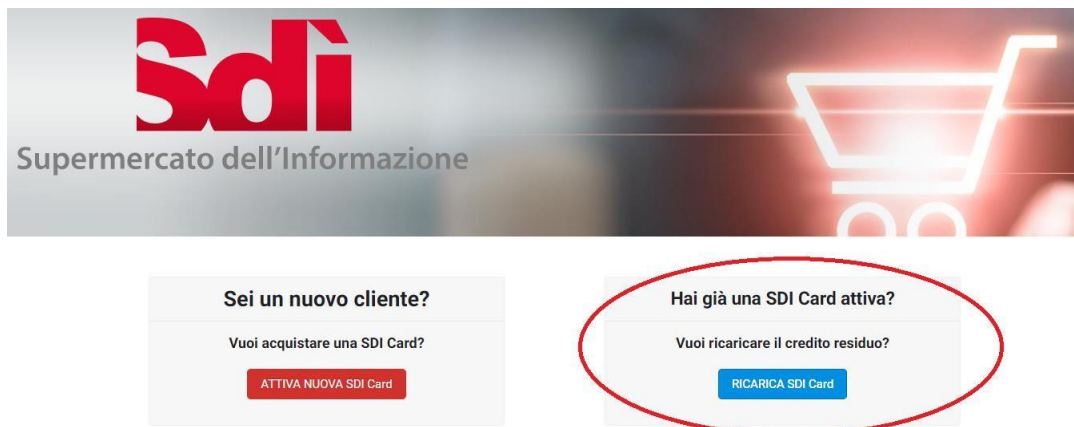 Sdì
Supermercato dell'Informazione
Sei un nuovo cliente?
Vuoi acquistare una SDI Card?
ATTIVA NUOVA SDI Card
Hai già una SDI Card attiva?
Vuoi ricaricare il credito residuo?
RICARICA SDI Card